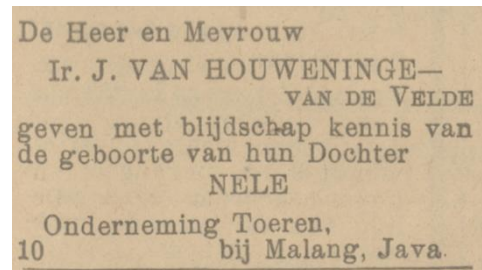 De Heer en Mevrouw
Ir. J. VAN HOUWENINGE—
VAN DE VELDE
geven met blijdschap kennis van
de geboorte van hun Dochter
NELE
Onderneming Toeren,
10 bij Malang, Java.